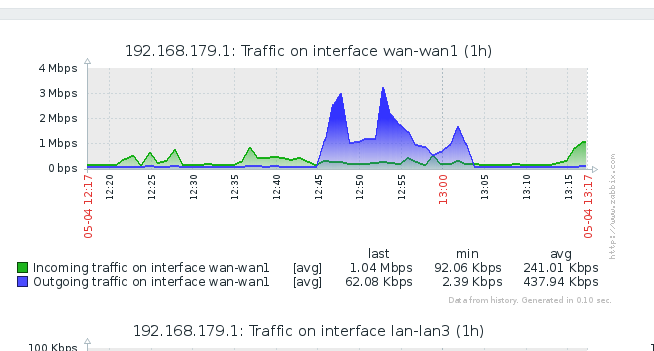 192.168.179.1: Traffic on interface wan-wan1 (1h)
4 Mbps
3 Mbps
2 Mbps
1 Mbps
0 bps
05-04 12:17
12:20
12:25
12:30
12:35
12:40
12:45
12:50
12:55
13:00
13:05
13:10
13:15
05-04 13:17
http://www.zabbix.com
last min avg
Incoming traffic on interface wan-wan1 [avg] 1.04 Mbps 92.06 Kbps 241.01 Kbps
Outgoing traffic on interface wan-wan1 [avg] 62.08 Kbps 2.39 Kbps 437.94 Kbps
Data from history. Generated in 0.10 sec.
192.168.179.1: Traffic on interface lan-lan3 (1h)
100 Kbps